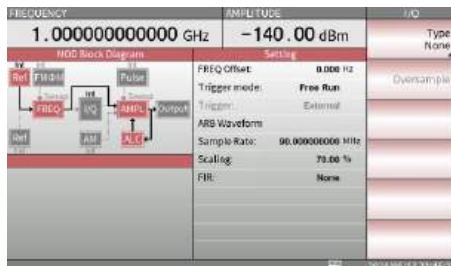 FREQUENCY
AMPLITUDE
I/Q
1.000000000000 GHz
-140.00 dBm
Type
None
MOD Block Diagram
Setting
Oversample
Ref
FMΦM
Pulse
FREQ
Int
I/Q
AMPL
Output
Ref
AM
ALC
FREQ Offset: 0.000 Hz
Trigger mode: Free Run
Trigger: External
ARB Waveform
Sample Rate: 90.000000000 MHz
Scaling: 70.00 %
FIR: None